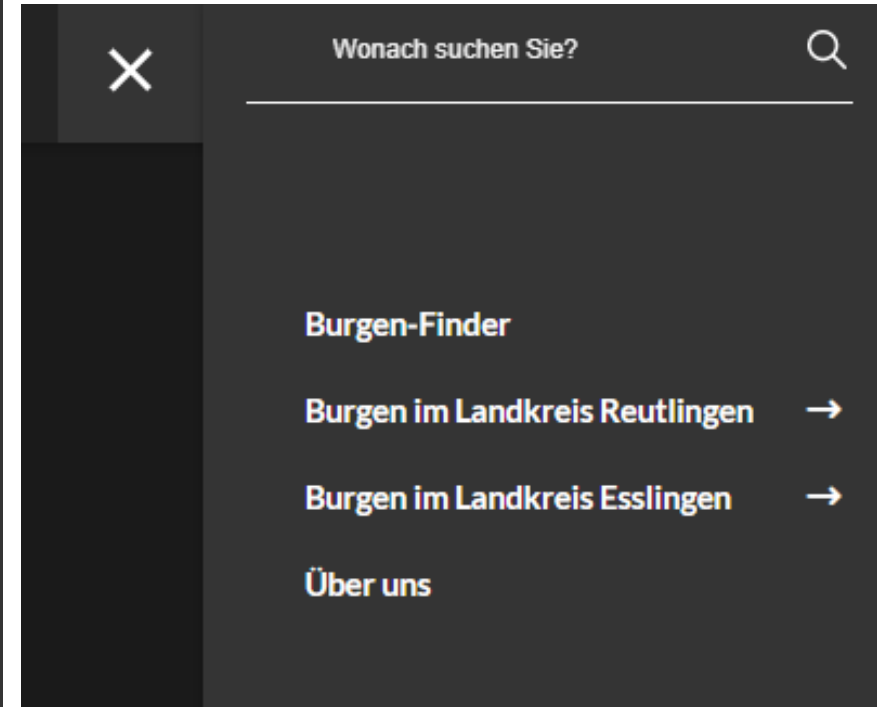 Wonach suchen Sie?
Burgen-Finder
Burgen im Landkreis Reutlingen
Burgen im Landkreis Esslingen
Über uns